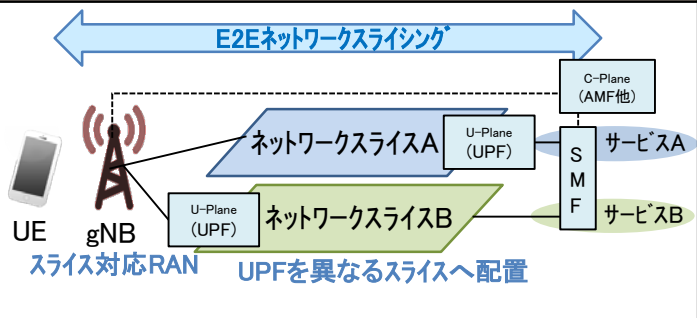 E2Eネットワークスライシング
C-Plane
(AMF他)
ネットワークスライスA
U-Plane
(UPF)
サービスA
S
M
F
U-Plane
(UPF)
ネットワークスライスB
サービスB
UE
gNB
スライス対応RAN
UPFを異なるスライスへ配置